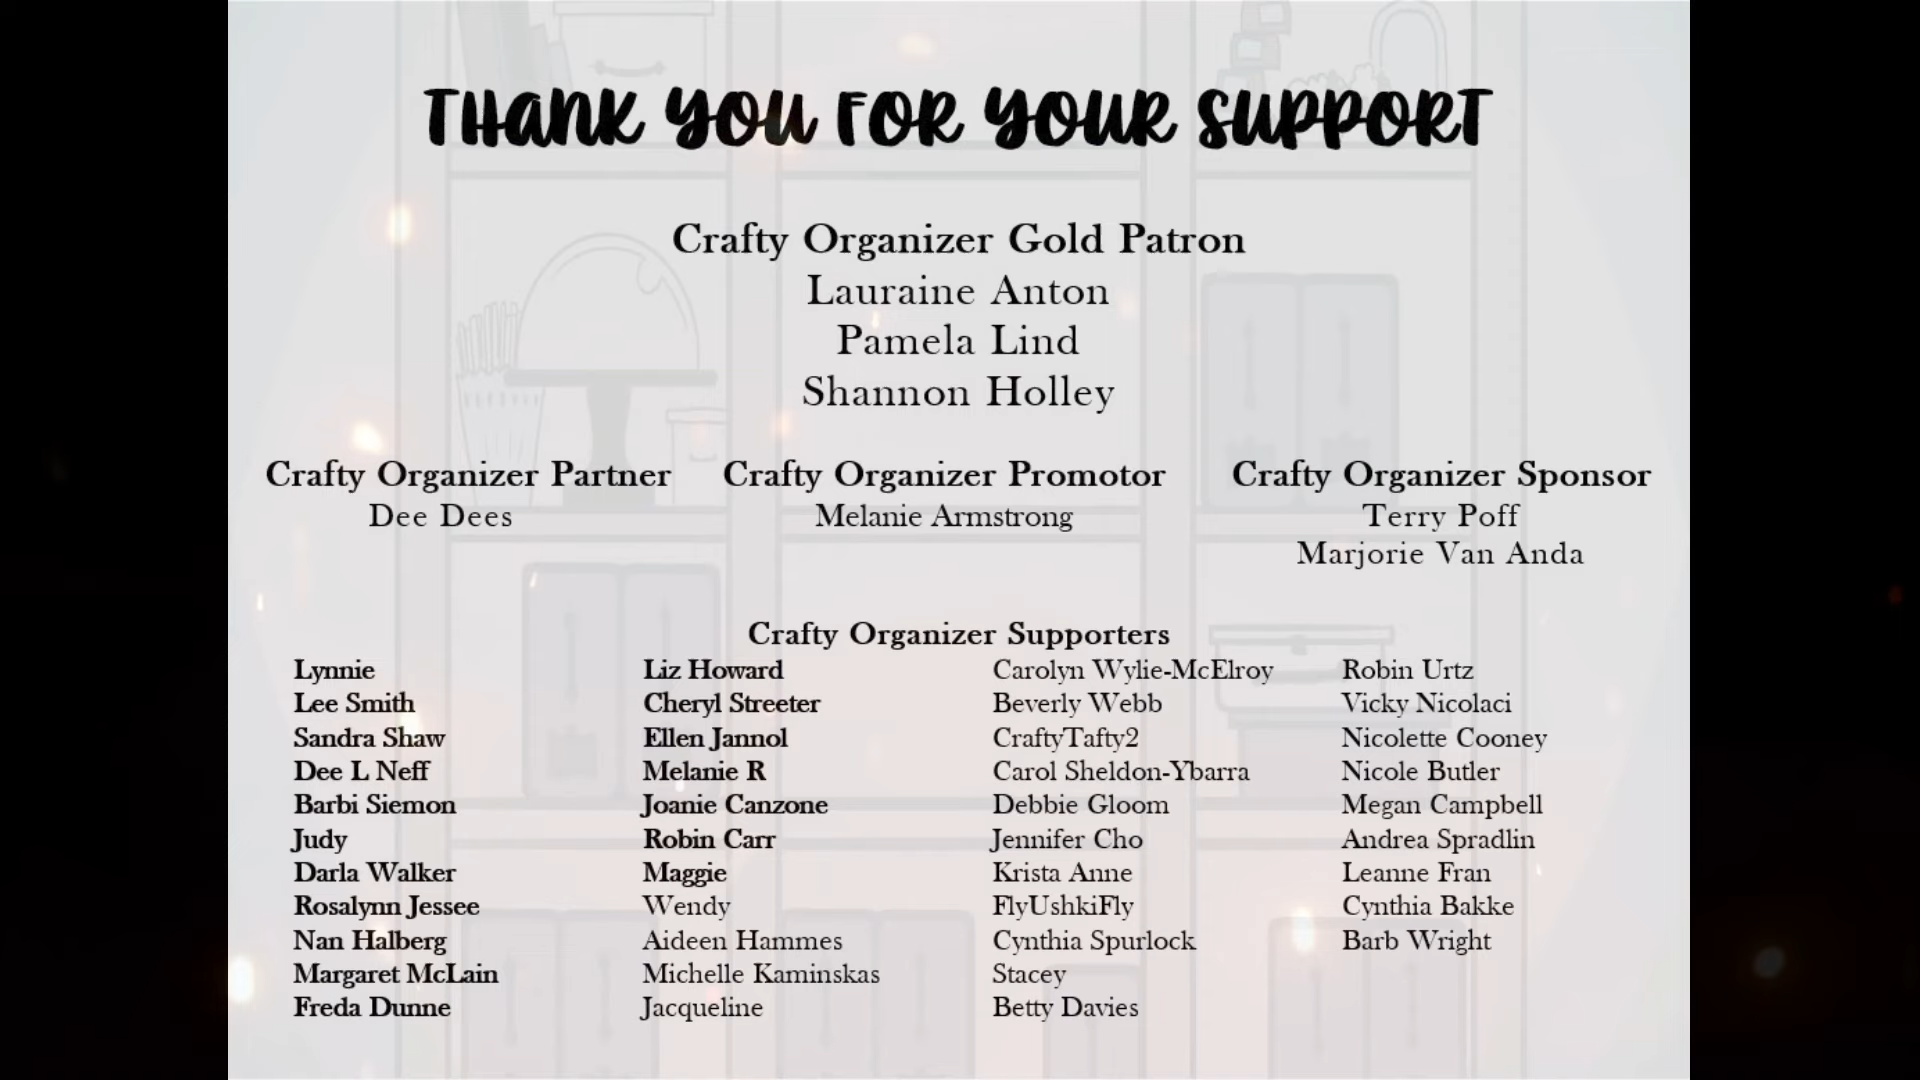 THANK YOU FOR YOUR SUPPORT
Crafty Organizer Gold Patron
Lauraine Anton
Pamela Lind
Shannon Holley
Crafty Organizer Partner
Dee Dees
Crafty Organizer Promotor
Melanie Armstrong
Crafty Organizer Sponsor
Terry Poff
Marjorie Van Anda
Crafty Organizer Supporters
Lynnie
Lee Smith
Sandra Shaw
Dee L Neff
Barbi Siemon
Judy
Darla Walker
Rosalynn Jessee
Nan Halberg
Margaret McLain
Freda Dunne
Liz Howard
Cheryl Streeter
Ellen Jannol
Melanie R
Joanie Canzone
Robin Carr
Maggie
Wendy
Aideen Hammes
Michelle Kaminskas
Jacqueline
Carolyn Wylie-McElroy
Beverly Webb
CraftyTafty2
Carol Sheldon-Ybarra
Debbie Gloom
Jennifer Cho
Krista Anne
FlyUshkiFly
Cynthia Spurlock
Stacey
Betty Davies
Robin Urtz
Vicky Nicolaci
Nicolette Cooney
Nicole Butler
Megan Campbell
Andrea Spradlin
Leanne Fran
Cynthia Bakke
Barb Wright